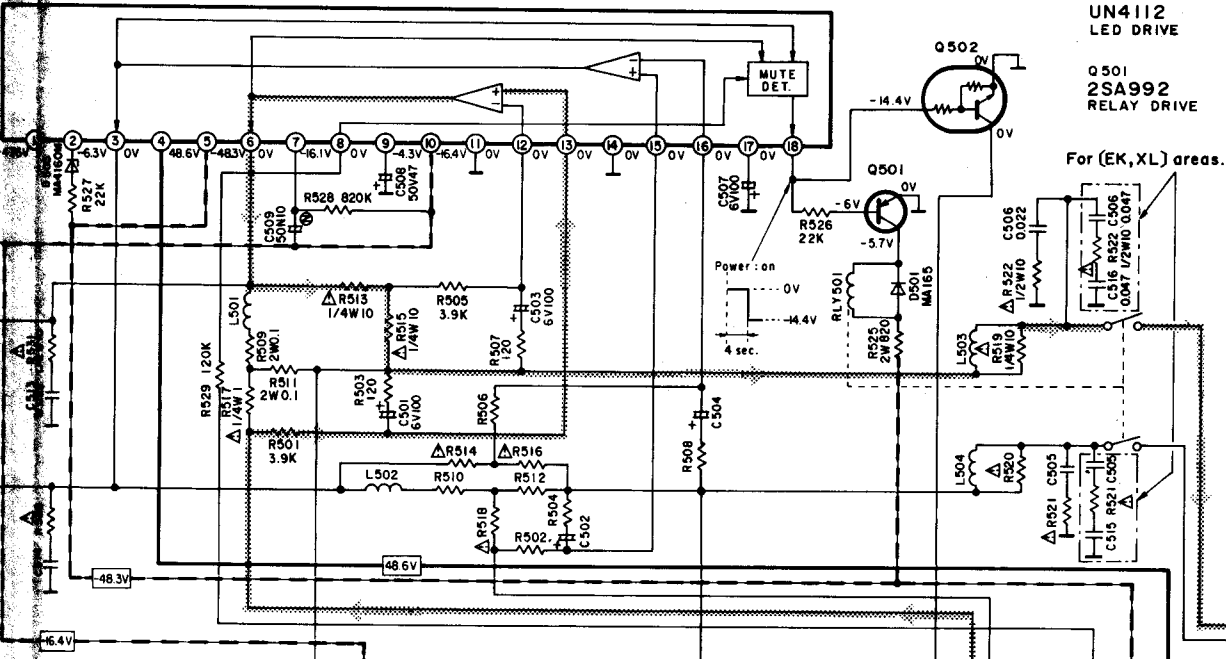 UN4112
LED DRIVE
Q502
0V
Q501
2SA992
RELAY DRIVE
MUTE
DET.
-14.4V
0V
For (EK,XL) areas.
1
2
3
4
5
6
7
8
9
10
11
12
13
14
15
16
17
18
-6.3V
0V
48.6V
-48.3V
0V
-16.1V
0V
-4.3V
-16.4V
0V
0V
0V
0V
0V
0V
0V
MA4160
R527
22K
C508
50V47
C507
6V100
Q501
0V
-6V
-5.7V
R526
22K
R528 820K
C509
50N10
C506
0.022
R522
1/2W10
C506
0.047
R522
1/2W10
C516
0.047
Power : on
0V
-14.4V
4 sec.
RLY501
D501
MA165
R525
2W820
L501
R513
1/4W10
R505
3.9K
C503
6V100
R515
1/4W10
R507
120
R509
2W0.1
R511
2W0.1
R529 120K
R517
1/4W1
R503
120
C501
6V100
R501
3.9K
R506
C504
R508
L503
R519
1/4W10
R514
R516
L502
R510
R512
R518
R504
C502
R502
L504
R520
C505
R521
C505
R521
C515
C513
-48.3V
48.6V
-16.4V